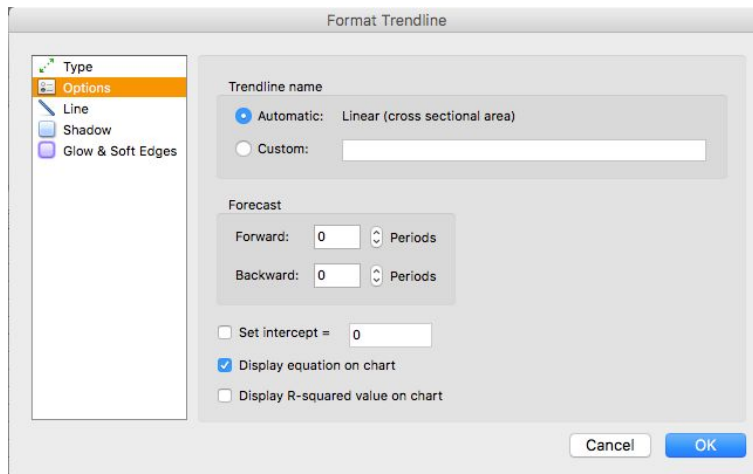 Format Trendline
Type
Options
Line
Shadow
Glow & Soft Edges
Trendline name
Automatic: Linear (cross sectional area)
Custom:
Forecast
Forward: 0 Periods
Backward: 0 Periods
Set intercept = 0
Display equation on chart
Display R-squared value on chart
Cancel OK